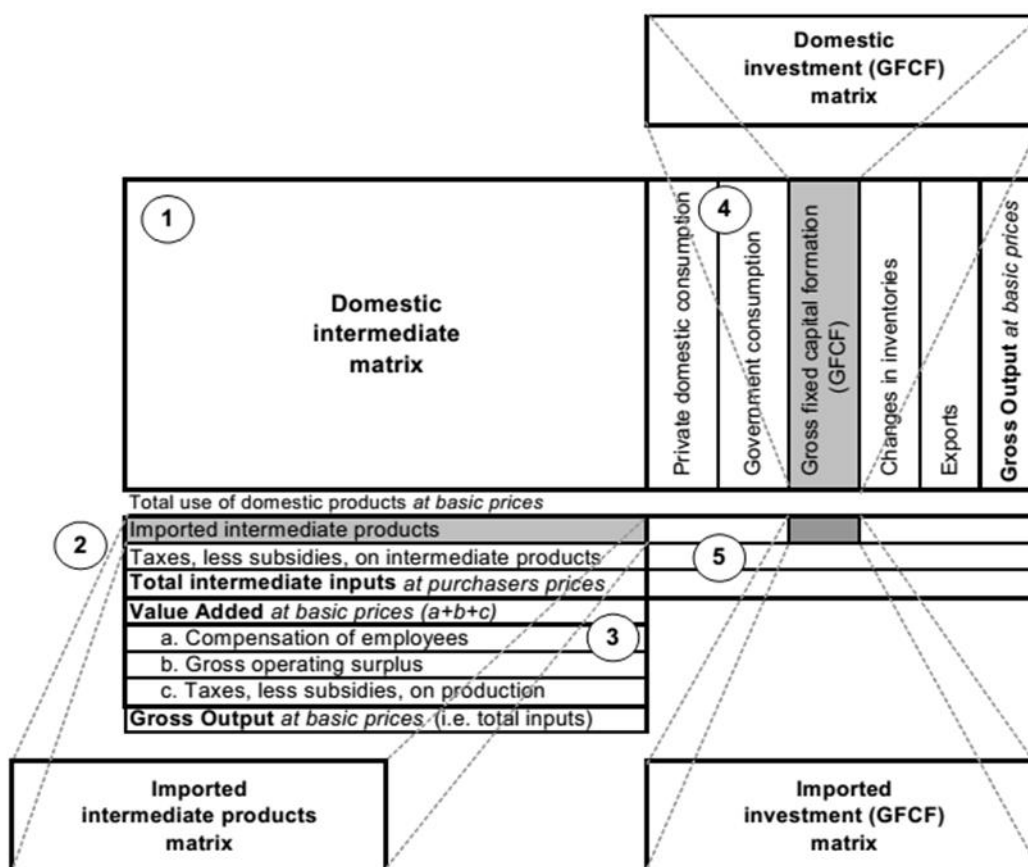 Domestic
investment (GFCF)
matrix
1
Domestic
intermediate
matrix
4
Private domestic consumption
Government consumption
Gross fixed capital formation
(GFCF)
Changes in inventories
Exports
Gross Output at basic prices
Total use of domestic products at basic prices
2
Imported intermediate products
Taxes, less subsidies, on intermediate products
5
Total intermediate inputs at purchasers prices
Value Added at basic prices (a+b+c)
3
a. Compensation of employees
b. Gross operating surplus
c. Taxes, less subsidies, on production
Gross Output at basic prices (i.e. total inputs)
Imported
intermediate products
matrix
Imported
investment (GFCF)
matrix